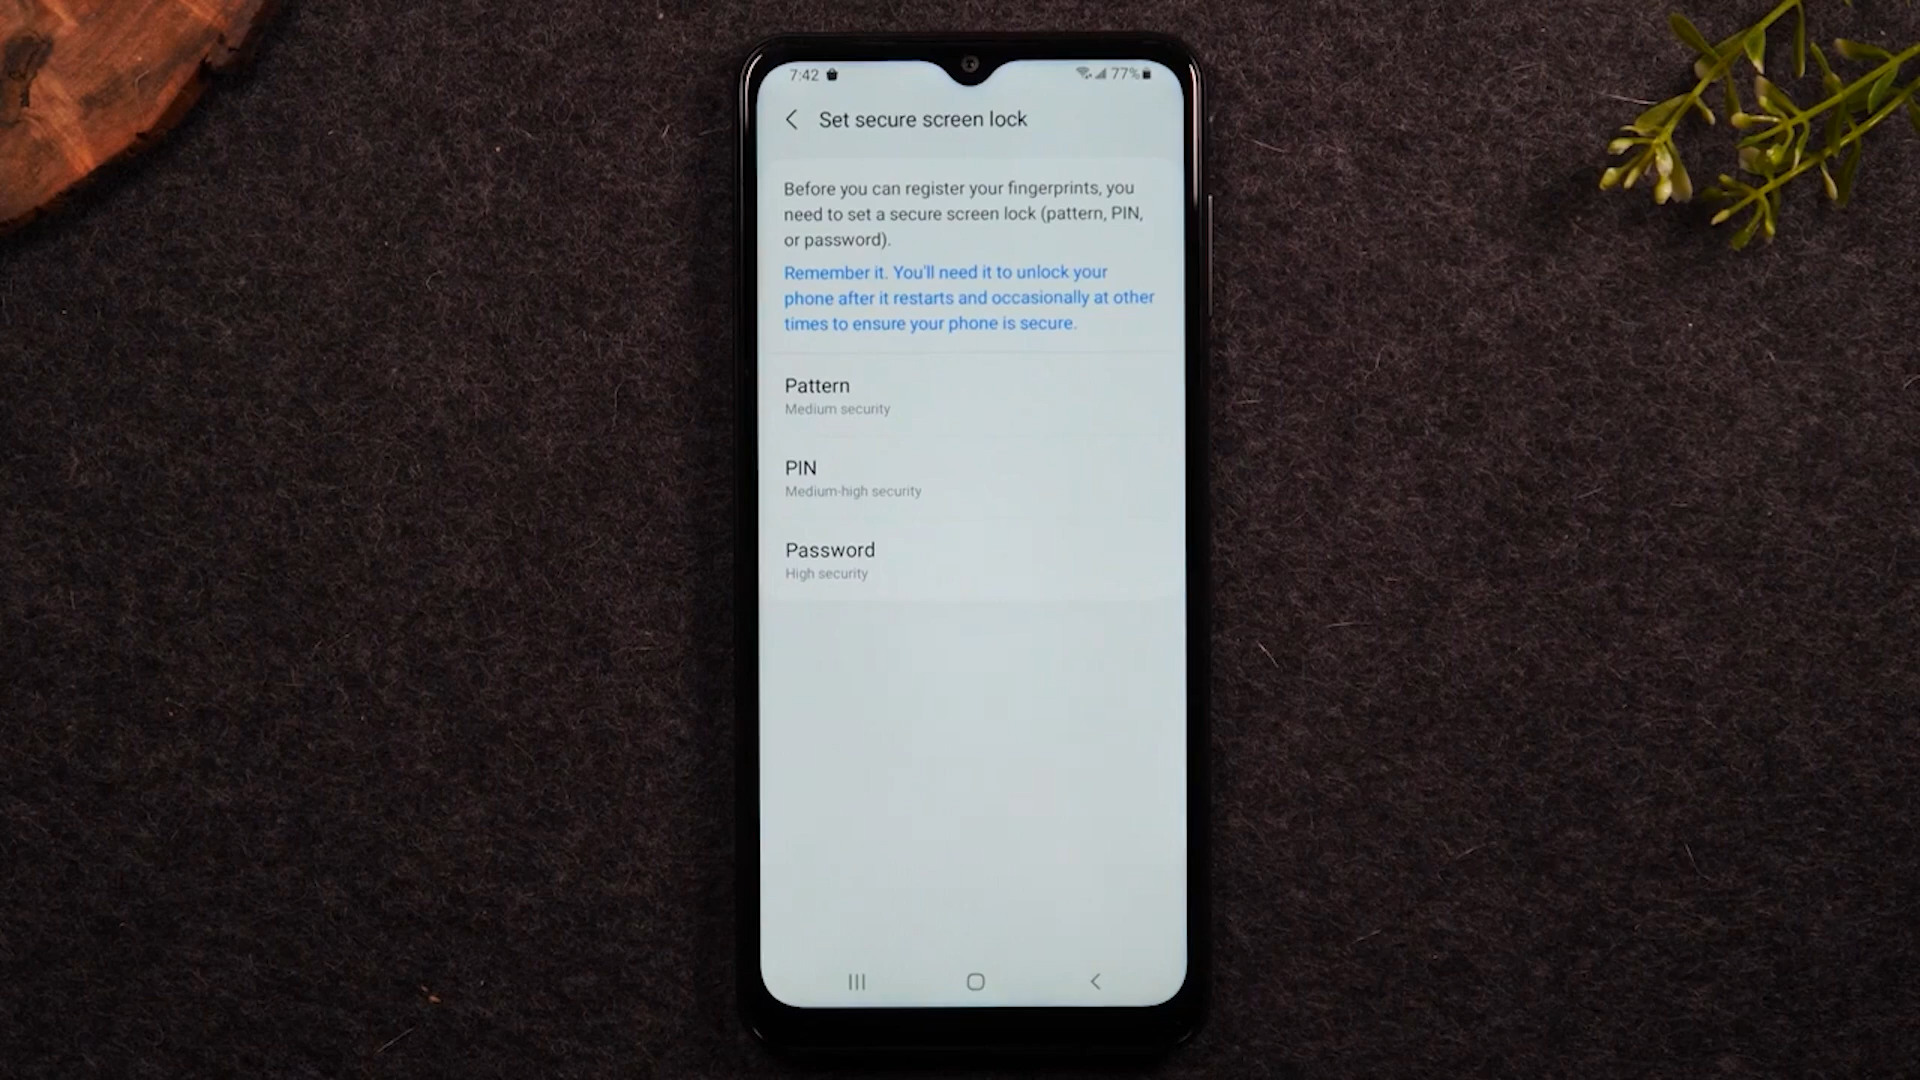 7:42 77%
Set secure screen lock
Before you can register your fingerprints, you
need to set a secure screen lock (pattern, PIN,
or password).
Remember it. You'll need it to unlock your
phone after it restarts and occasionally at other
times to ensure your phone is secure.
Pattern
Medium security
PIN
Medium-high security
Password
High security